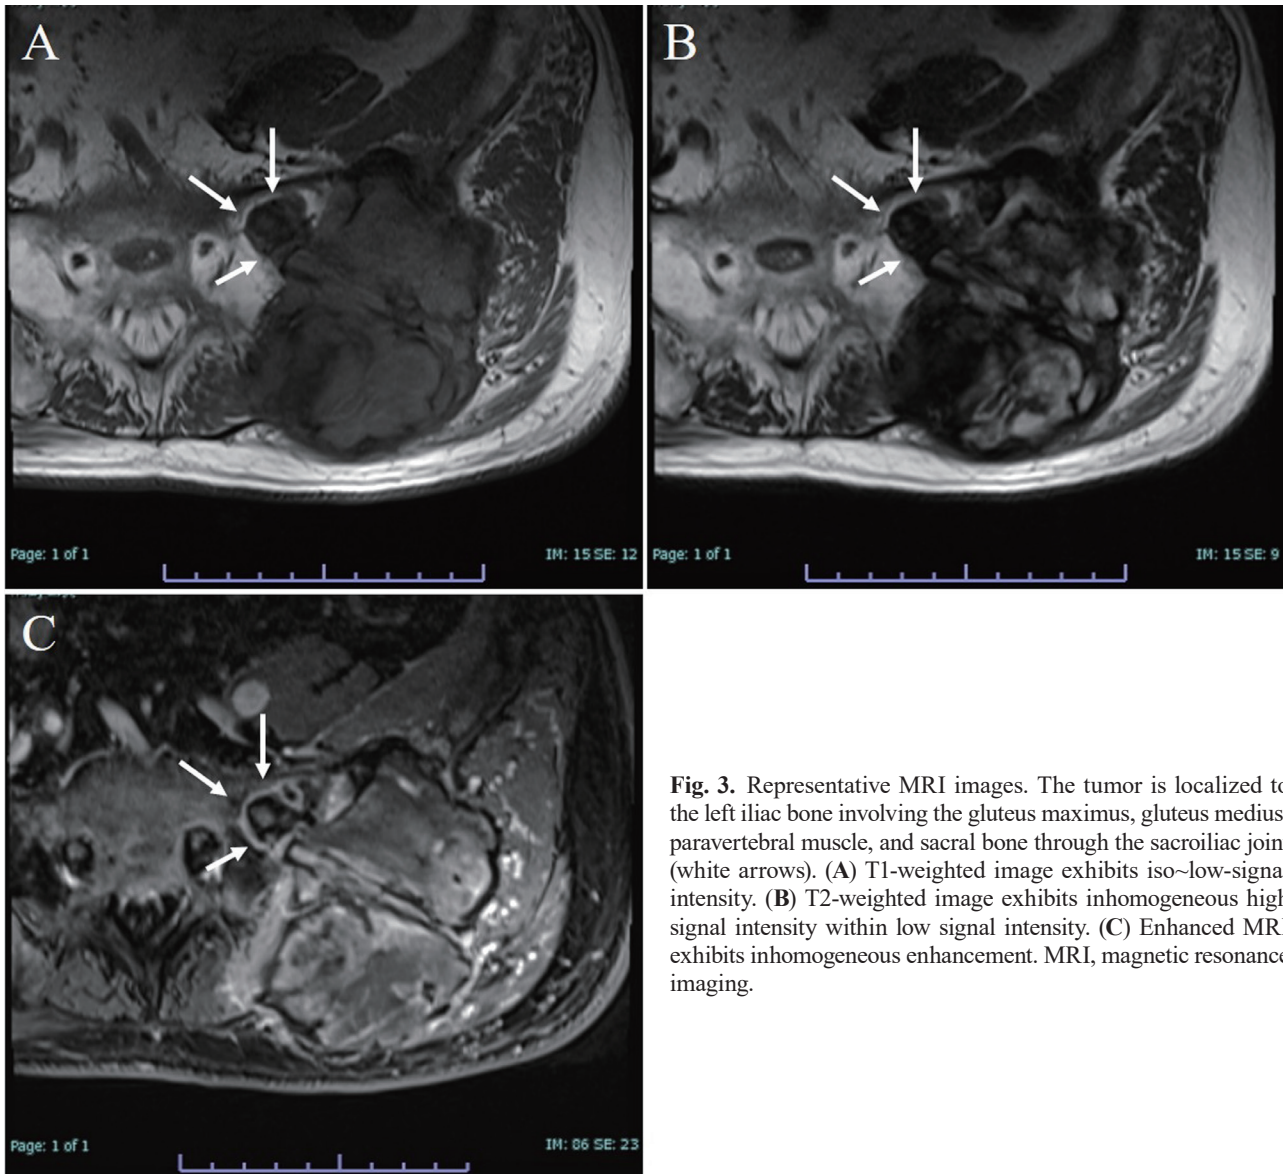 A
B
Page: 1 of 1
IM: 15 SE: 12
Page: 1 of 1
IM: 15 SE: 9
C
Page: 1 of 1
IM: 86 SE: 23
Fig. 3. Representative MRI images. The tumor is localized to
the left iliac bone involving the gluteus maximus, gluteus medius
paravertebral muscle, and sacral bone through the sacroiliac join
(white arrows). (A) T1-weighted image exhibits iso~low-signa
intensity. (B) T2-weighted image exhibits inhomogeneous high
signal intensity within low signal intensity. (C) Enhanced MRI
exhibits inhomogeneous enhancement. MRI, magnetic resonance
imaging.